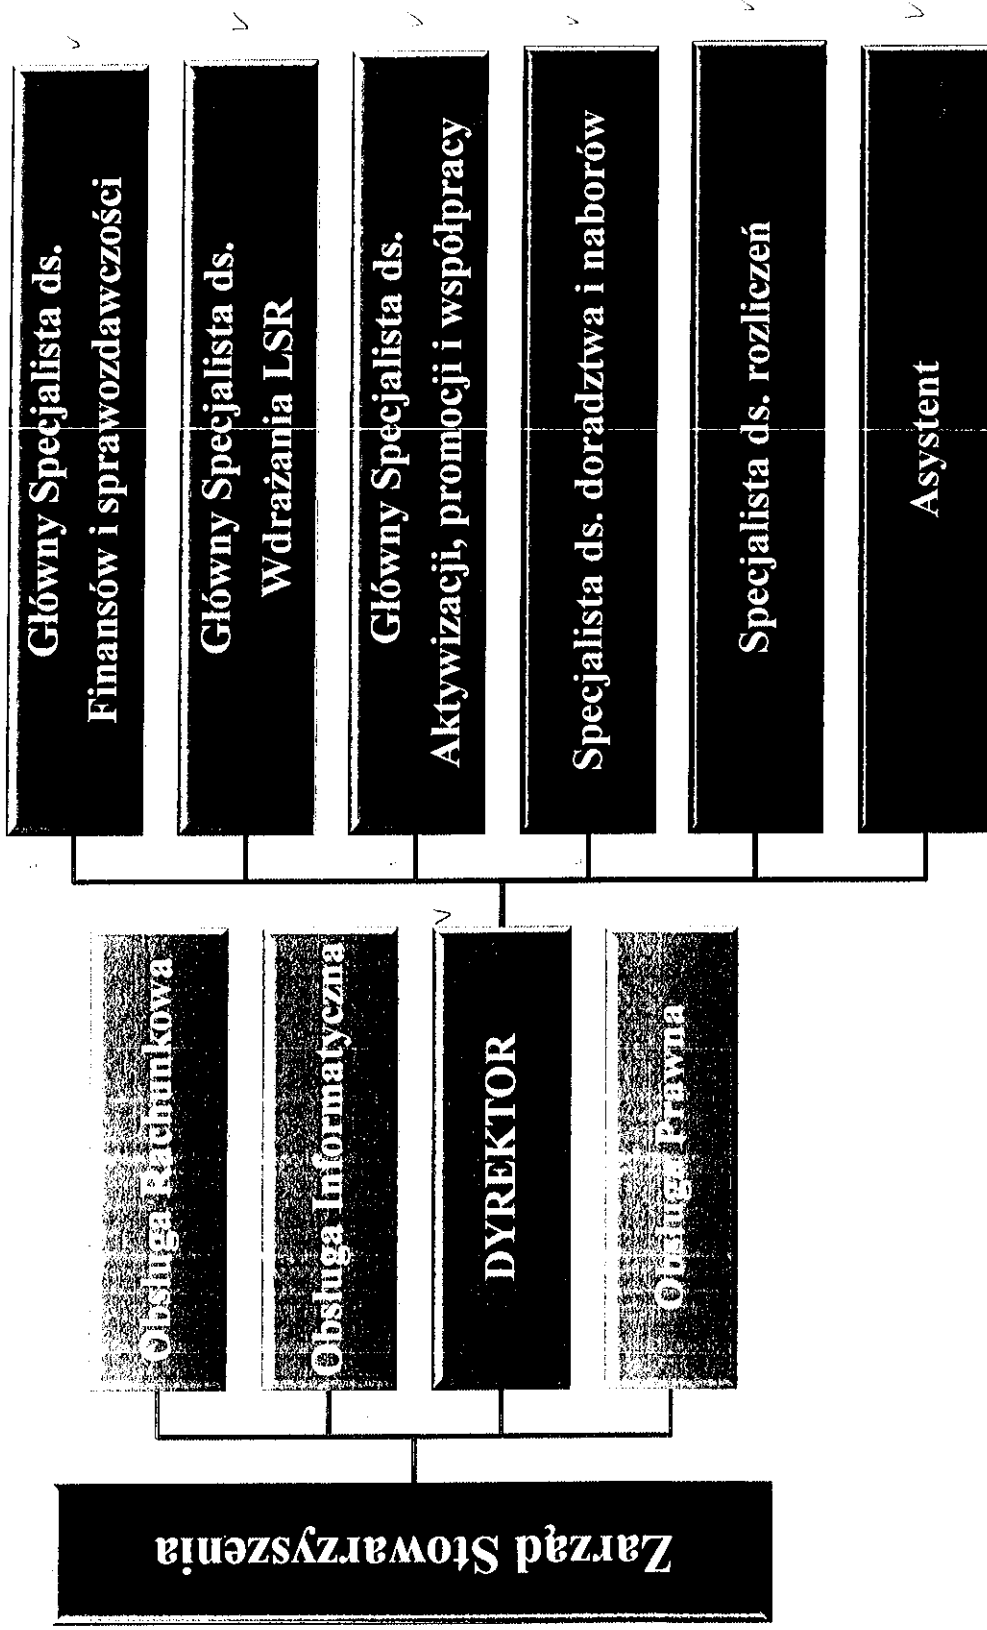 Zarząd Stowarzyszenia
Obsługa Rachunkowa
Obsługa Informatyczna
DYREKTOR
Obsługa Prawna
Główny Specjalista ds.
Finansów i sprawozdawczości
Główny Specjalista ds.
Wdrażania LSR
Główny Specjalista ds.
Aktywizacji, promocji i współpracy
Specjalista ds. doradztwa i naborów
Specjalista ds. rozliczeń
Asystent